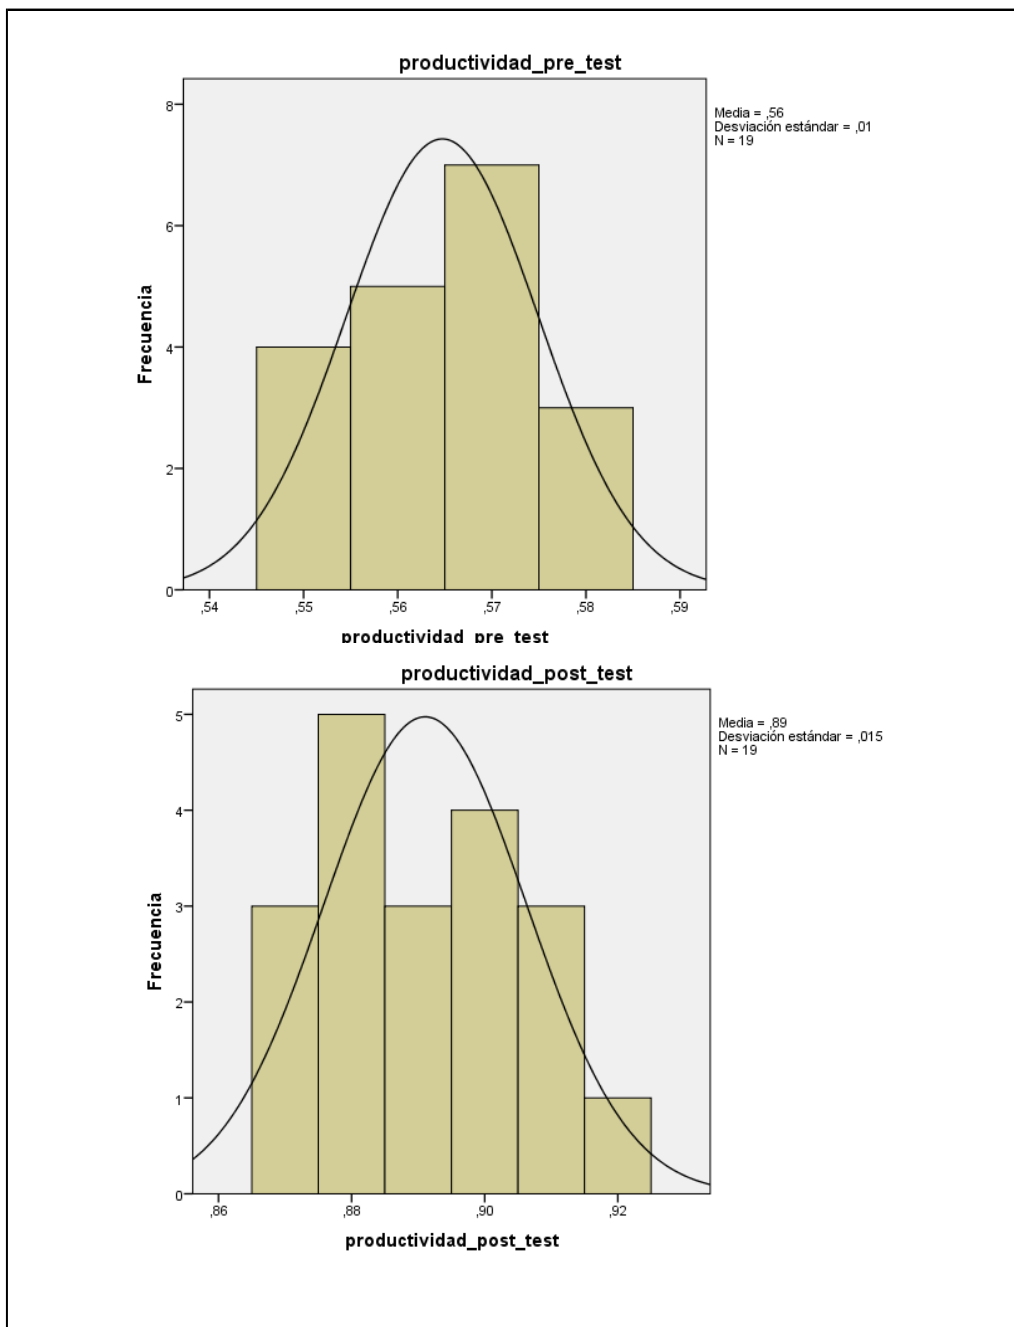 productividad_pre_test
Media = ,56
Desviación estándar = ,01
N = 19
8
6
4
2
0
Frecuencia
,54 ,55 ,56 ,57 ,58 ,59
productividad_pre_test
productividad_post_test
Media = ,89
Desviación estándar = ,015
N = 19
5
4
3
2
1
0
Frecuencia
,86 ,88 ,90 ,92
productividad_post_test